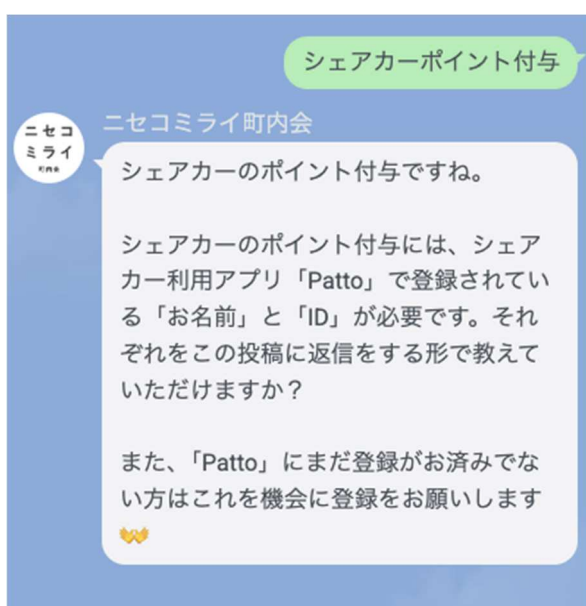 シェアカーポイント付与
ニセコミライ町内会
ニセコ
ミライ
町内会
シェアカーのポイント付与ですね。
シェアカーのポイント付与には、シェア
カー利用アプリ「Patto」で登録されてい
る「お名前」と「ID」が必要です。それ
ぞれをこの投稿に返信をする形で教えて
いただけますか？
また、「Patto」にまだ登録がお済みでな
い方はこれを機会に登録をお願いします
👐